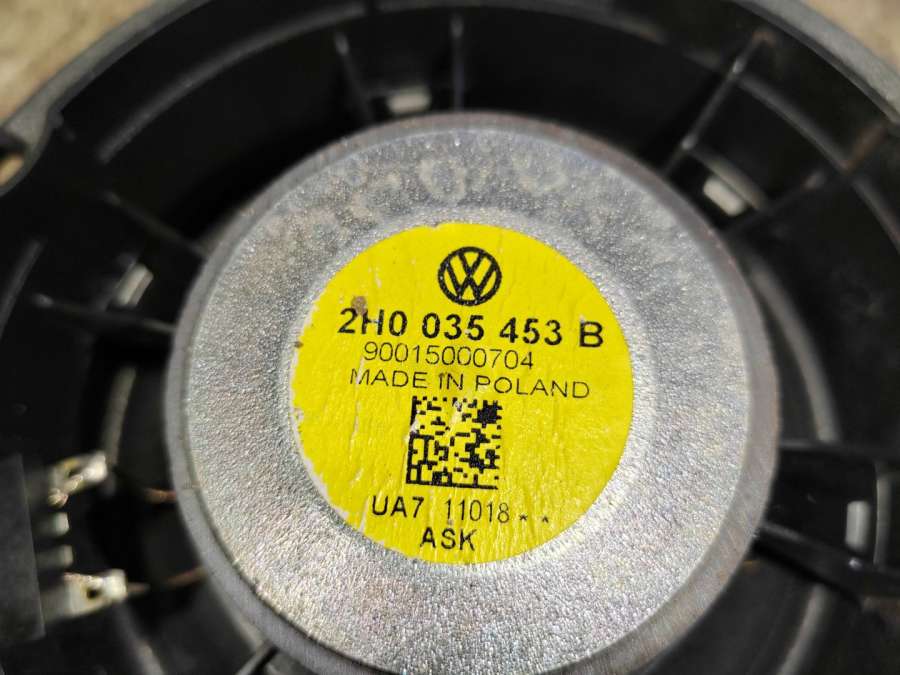 2H0 035 453 B
90015000704
MADE IN POLAND
UA7 11018**
ASK